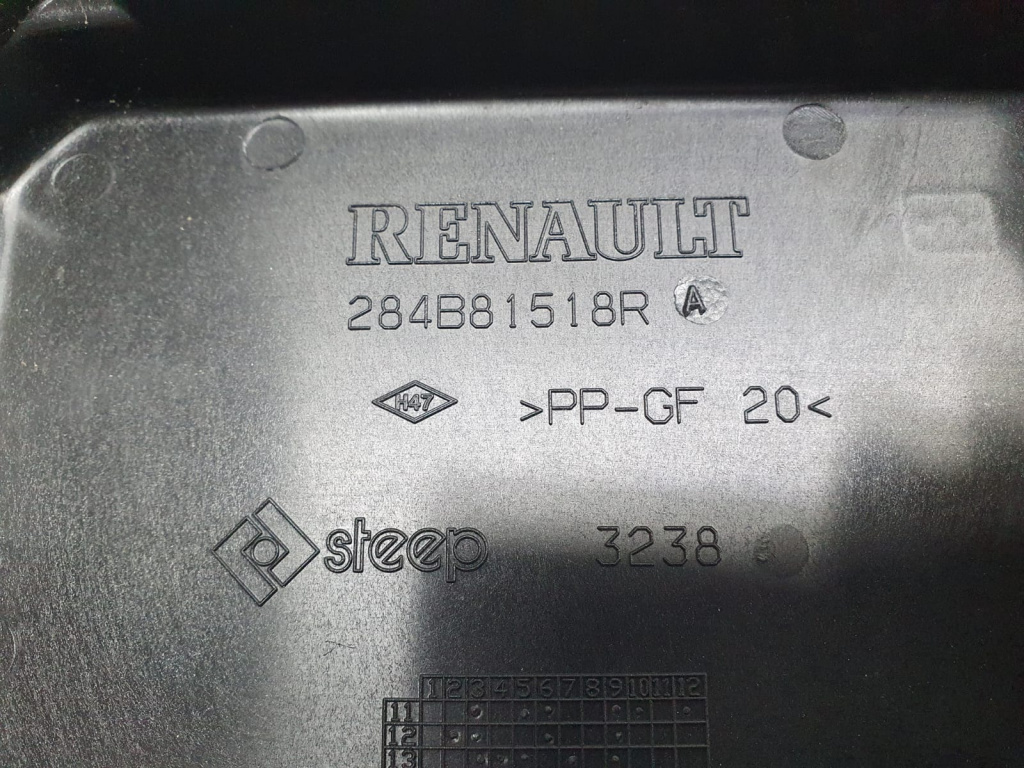 RENAULT
284B81518R A
H47 >PP-GF 20<
steep 3238
1 2 3 4 5 6 7 8 9 10 11 12
11
12
13